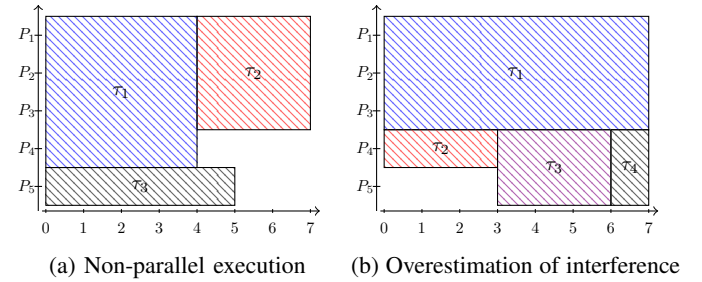 P₁
P₂
P₃
P₄
P₅
τ₁
τ₂
τ₃
0 1 2 3 4 5 6 7
(a) Non-parallel execution
P₁
P₂
P₃
P₄
P₅
τ₁
τ₂
τ₃
τ₄
0 1 2 3 4 5 6 7
(b) Overestimation of interference